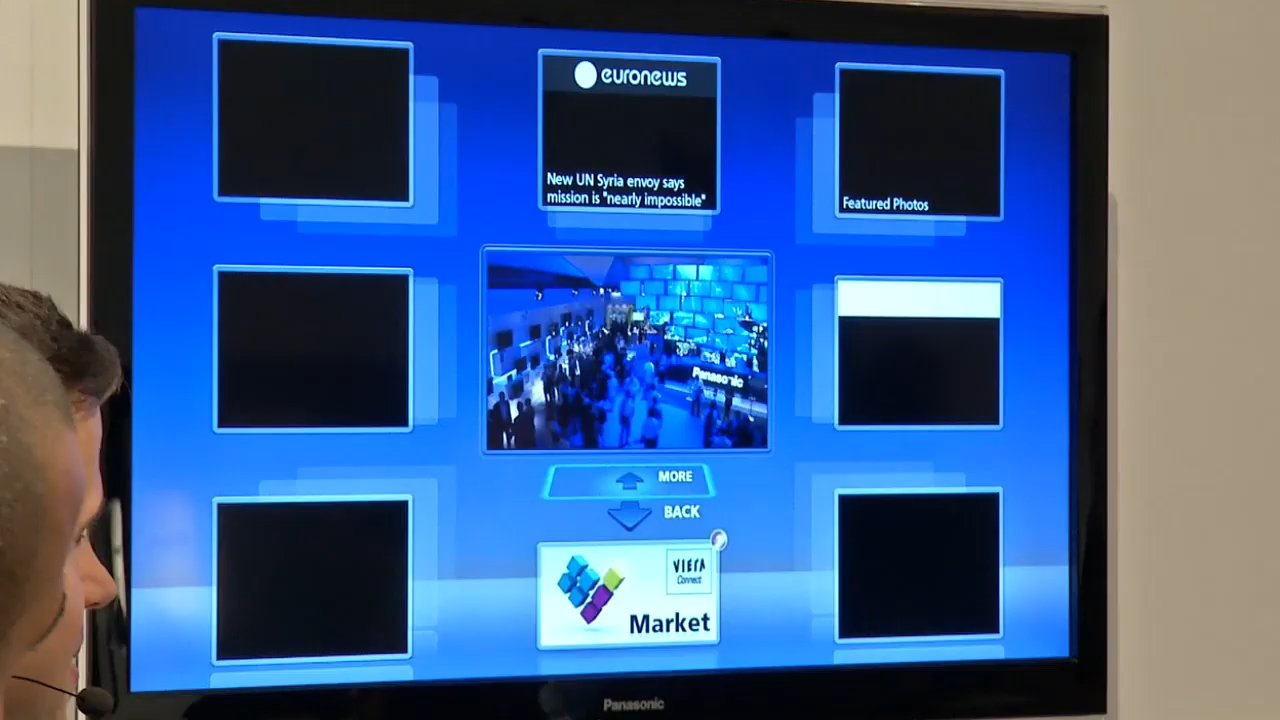 euronews
New UN Syria envoy says
mission is "nearly impossible"
Featured Photos
Panasonic
MORE
BACK
VIERA
Connect
Market
Panasonic